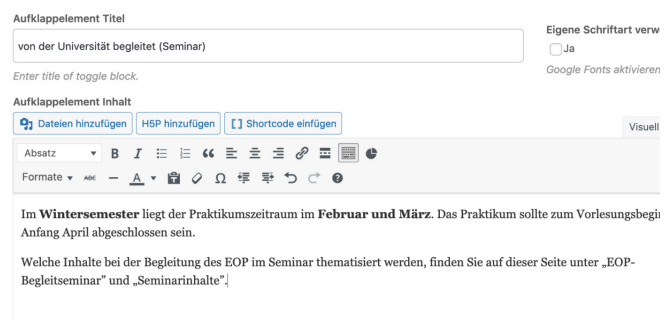 Aufklappelement Titel
Eigene Schriftart
von der Universität begleitet (Seminar)
Ja
Enter title of toggle block.
Google Fonts aktivieren
Aufklappelement Inhalt
Dateien hinzufügen H5P hinzufügen [ ] Shortcode einfügen
Visuell
Absatz B I
Formate ABC A Ω
Im Wintersemester liegt der Praktikumszeitraum im Februar und März. Das Praktikum sollte zum
Anfang April abgeschlossen sein.
Welche Inhalte bei der Begleitung des EOP im Seminar thematisiert werden, finden Sie auf dieser Seite unter „EOP-
Begleitseminar” und „Seminarinhalte”.